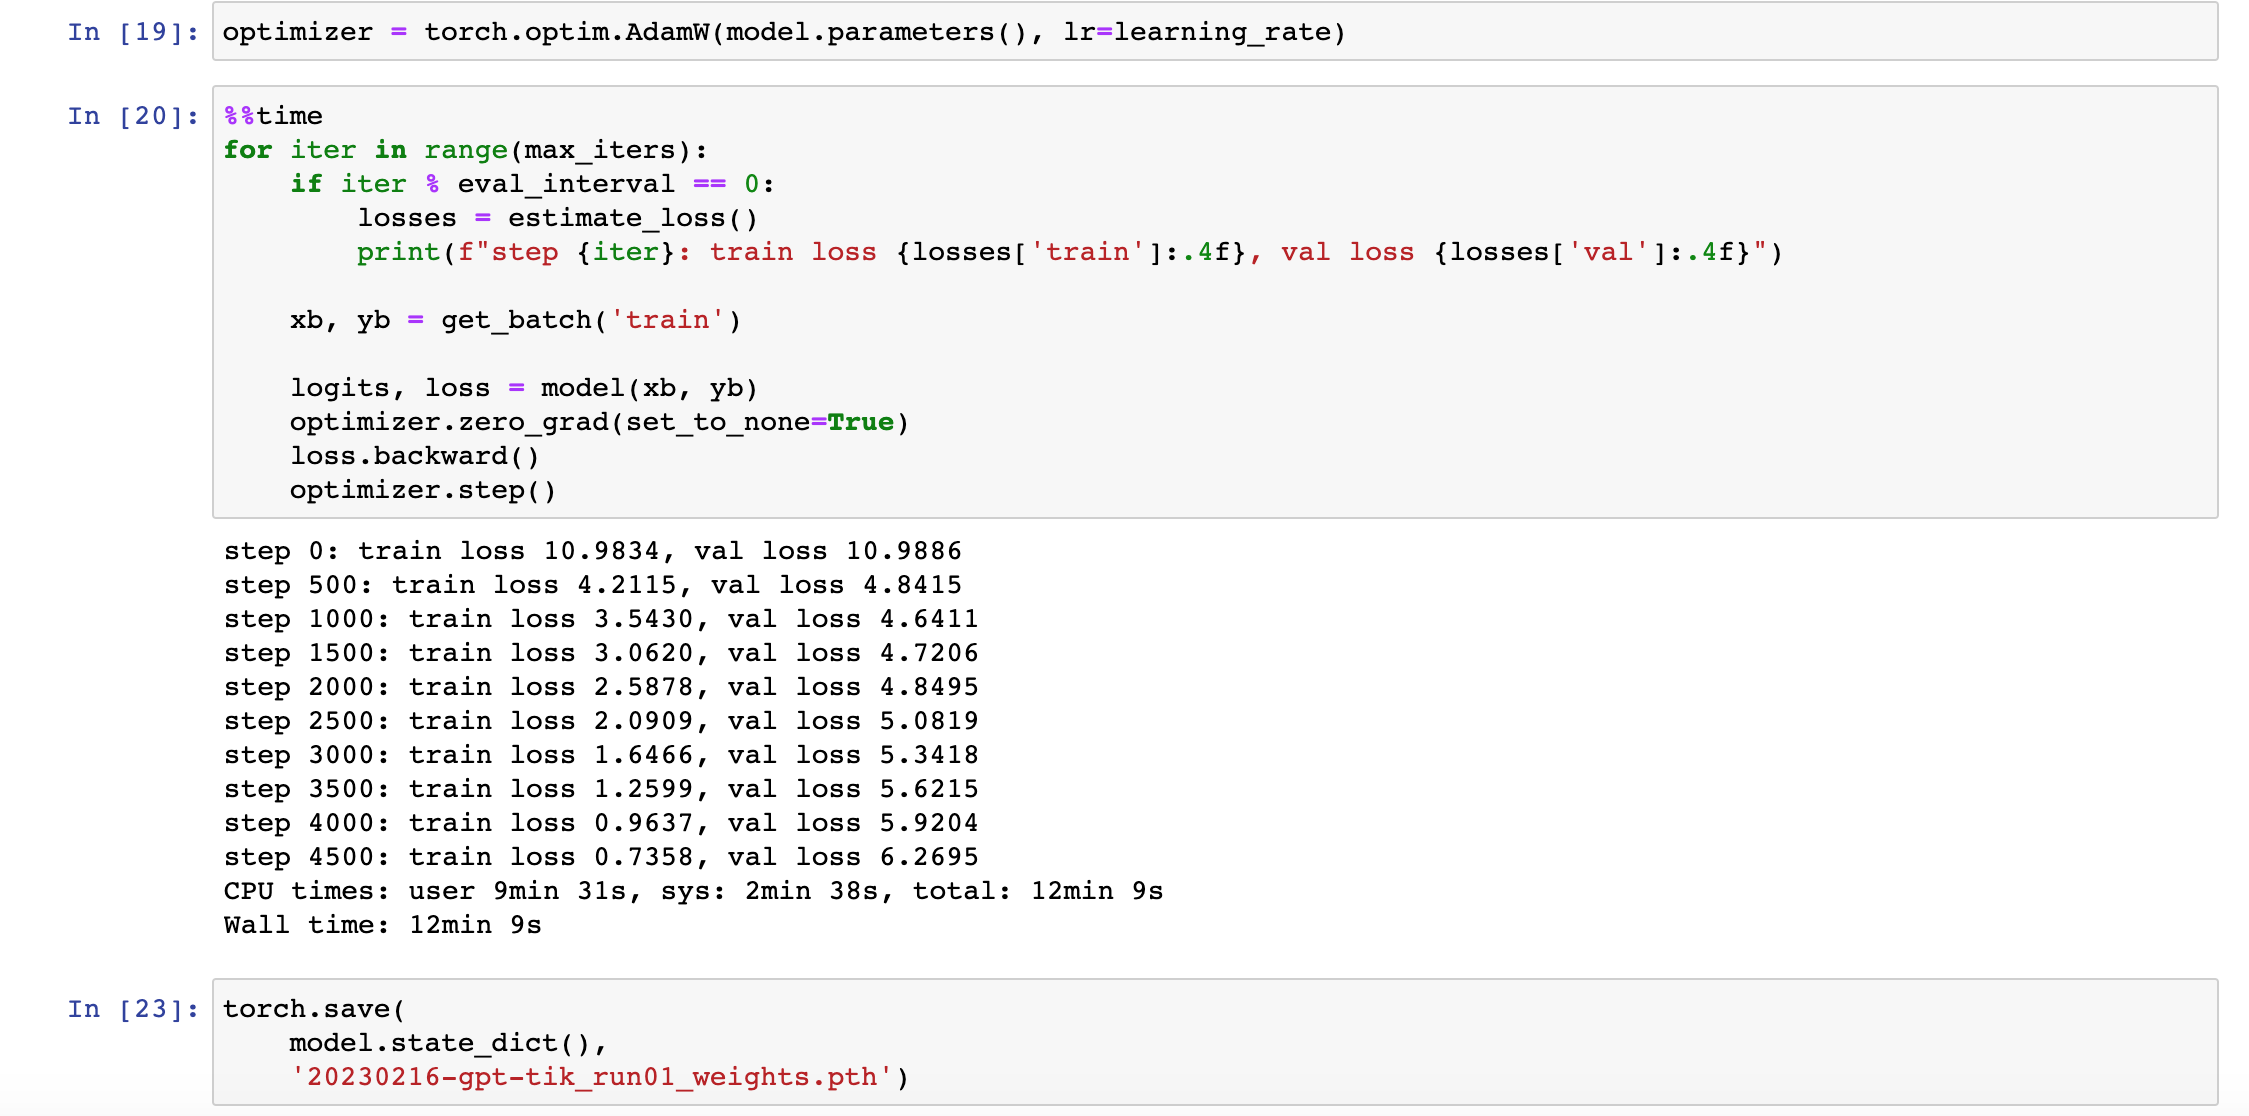 In [19]: optimizer = torch.optim.AdamW(model.parameters(), lr=learning_rate)
In [20]: %%time
for iter in range(max_iters):
    if iter % eval_interval == 0:
        losses = estimate_loss()
        print(f"step {iter}: train loss {losses['train']:.4f}, val loss {losses['val']:.4f}")

    xb, yb = get_batch('train')

    logits, loss = model(xb, yb)
    optimizer.zero_grad(set_to_none=True)
    loss.backward()
    optimizer.step()
step 0: train loss 10.9834, val loss 10.9886
step 500: train loss 4.2115, val loss 4.8415
step 1000: train loss 3.5430, val loss 4.6411
step 1500: train loss 3.0620, val loss 4.7206
step 2000: train loss 2.5878, val loss 4.8495
step 2500: train loss 2.0909, val loss 5.0819
step 3000: train loss 1.6466, val loss 5.3418
step 3500: train loss 1.2599, val loss 5.6215
step 4000: train loss 0.9637, val loss 5.9204
step 4500: train loss 0.7358, val loss 6.2695
CPU times: user 9min 31s, sys: 2min 38s, total: 12min 9s
Wall time: 12min 9s
In [23]: torch.save(
    model.state_dict(),
    '20230216-gpt-tik_run01_weights.pth')